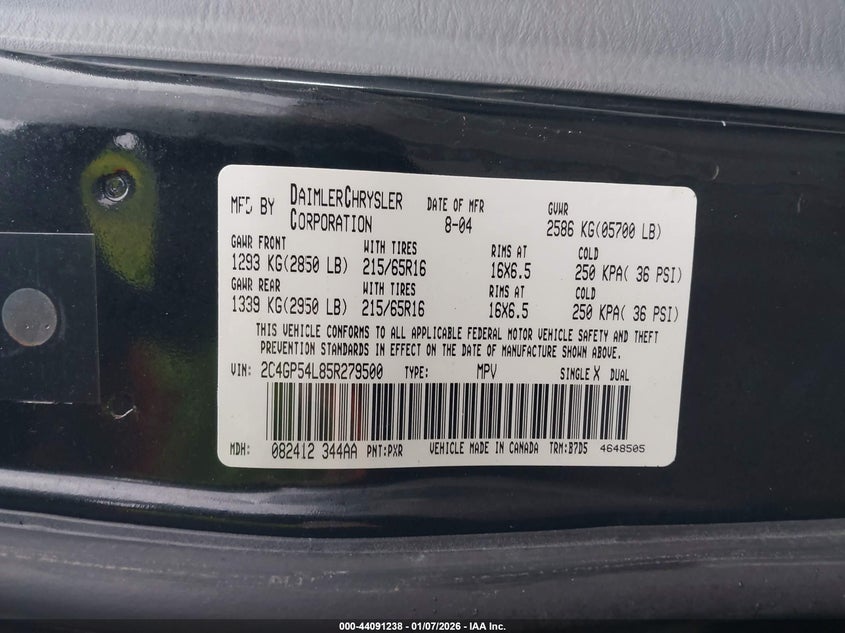 MFD BY DAIMLERCHRYSLER CORPORATION DATE OF MFR 8-04 GVWR 2586 KG(05700 LB)
GAWR FRONT WITH TIRES RIMS AT COLD
1293 KG(2850 LB) 215/65R16 16X6.5 250 KPA( 36 PSI)
GAWR REAR WITH TIRES RIMS AT COLD
1339 KG(2950 LB) 215/65R16 16X6.5 250 KPA( 36 PSI)
THIS VEHICLE CONFORMS TO ALL APPLICABLE FEDERAL MOTOR VEHICLE SAFETY AND THEFT
PREVENTION STANDARDS IN EFFECT ON THE DATE OF MANUFACTURE SHOWN ABOVE.
VIN: 2C4GP54L85R279500 TYPE: MPV SINGLE X DUAL
MDH: 082412 344AA PNT:PXR VEHICLE MADE IN CANADA TRM:B7D5 4648505
000-44091238 - 01/07/2026 - IAA Inc.